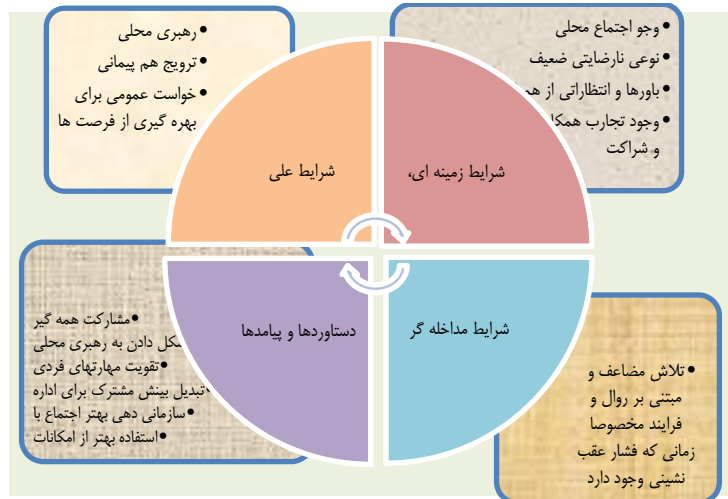 • رهبری محلی
• ترویج هم پیمانی
• خواست عمومی برای
بهره گیری از فرصت ها
• وجو اجتماع محلی
• نوعی نارضایتی ضعیف
• باورها و انتظاراتی از
• وجود تجارب
و شراکت
شرایط علی
شرایط زمینه ای،
دستاوردها و پیامدها
شرایط مداخله گر
• مشارکت همه گیر
دادن به رهبری محلی
• تقویت مهارتهای فردی
• تبدیل بینش مشترک برای اداره
• سازمانی دهی بهتر اجتماع با
• استفاده بهتر از امکانات
• تلاش مضاعف و
مبتنی بر روال و
فرایند مخصوصا
زمانی که فشار عقب
نشینی وجود دارد